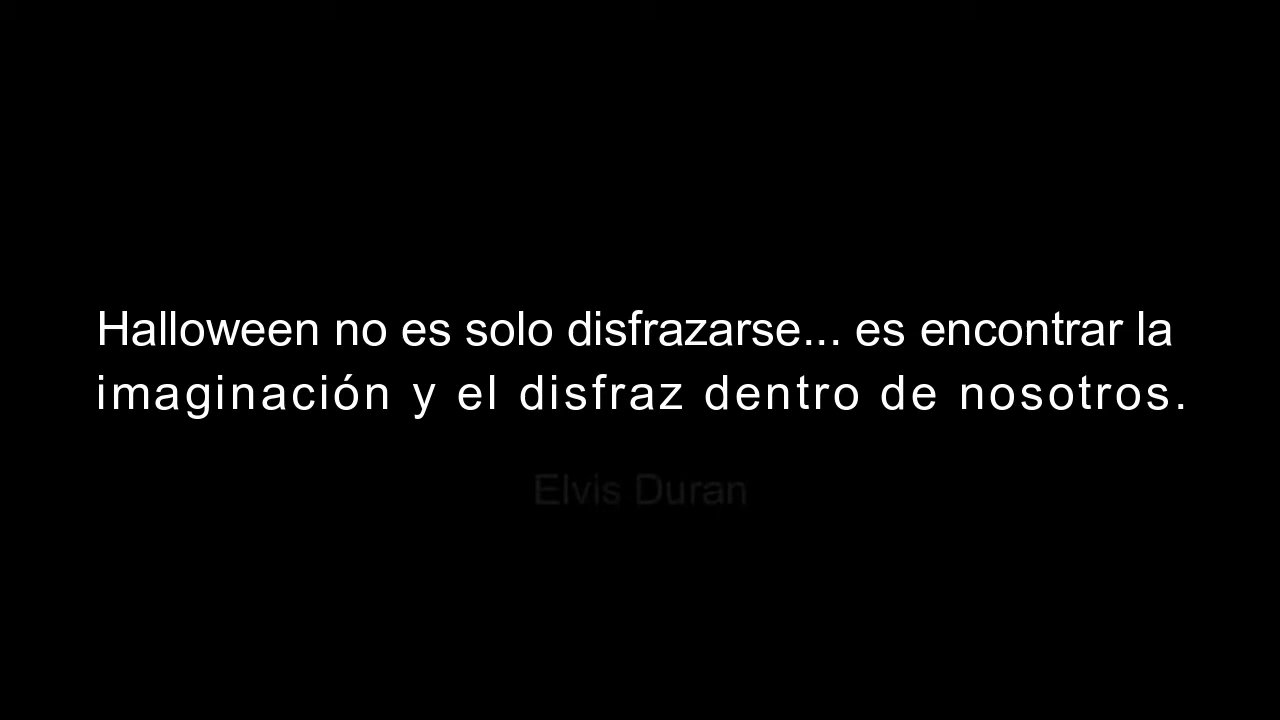 Halloween no es solo disfrazarse... es encontrar la
imaginación y el disfraz dentro de nosotros.
Elvis Duran